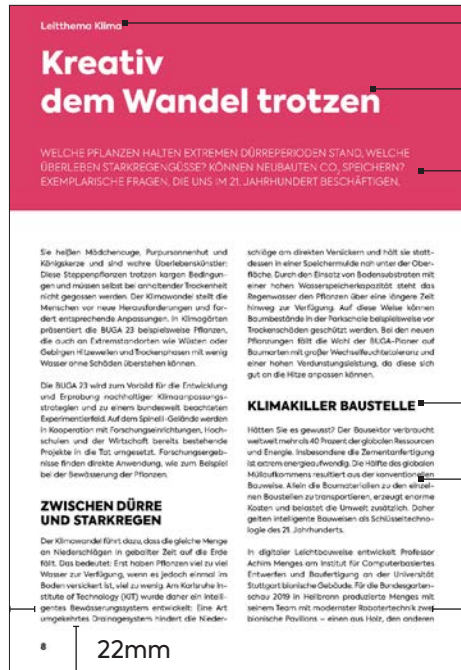 Leitthema Klima
Kreativ
dem Wandel trotzen
WELCHE PFLANZEN HALTEN EXTREMEN DÜRREPERIODEN STAND, WELCHE
ÜBERLEBEN STARKREGENGÜSSE? KÖNNEN NEUBAUTEN CO₂ SPEICHERN?
EXEMPLARISCHE FRAGEN, DIE UNS IM 21. JAHRHUNDERT BESCHÄFTIGEN.
Sie heißen Mädchenauge, Purpursonnenhut und
Königskerze und sind wahre Überlebenskünstler:
Diese Steppenpflanzen trotzen kargen Bedingun-
gen und müssen selbst bei anhaltender Trockenheit
nicht gegossen werden. Der Klimawandel stellt die
Menschen vor neue Herausforderungen und for-
dert entsprechende Anpassungen. In Klimagärten
präsentiert die BUGA 23 beispielsweise Pflanzen,
die auch an Extremstandorten wie Wüsten oder
Gebirgen Hitzewellen und Trockenphasen mit wenig
Wasser ohne Schäden überstehen können.
Die BUGA 23 wird zum Vorbild für die Entwicklung
und Erprobung nachhaltiger Klimaanpassungs-
strategien und zu einem bundesweit beachteten
Experimentierfeld. Auf dem Spinelli-Gelände werden
in Kooperation mit Forschungseinrichtungen, Hoch-
schulen und der Wirtschaft bereits bestehende
Projekte in die Tat umgesetzt. Forschungsergeb-
nisse finden direkte Anwendung, wie zum Beispiel
bei der Bewässerung der Pflanzen.
ZWISCHEN DÜRRE
UND STARKREGEN
Der Klimawandel führt dazu, dass die gleiche Menge
an Niederschlägen in geballter Zeit auf die Erde
fällt. Das bedeutet: Erst haben Pflanzen viel zu viel
Wasser zur Verfügung, wenn es jedoch einmal im
Boden versickert ist, viel zu wenig. Am Karlsruhe In-
stitute of Technology (KIT) wurde daher ein intelli-
gentes Bewässerungssystem entwickelt: Eine Art
umgekehrtes Drainagesystem hindert die Nieder-
schläge am direkten Versickern und hält sie statt-
dessen in einer Speichermulde nah unter der Ober-
fläche. Durch den Einsatz von Bodensubstraten mit
einer hohen Wasserspeicherkapazität steht das
Regenwasser den Pflanzen über eine längere Zeit
hinweg zur Verfügung. Auf diese Weise können
Baumbestände in der Parkschale beispielsweise vor
Trockenschäden geschützt werden. Bei den neuen
Pflanzungen fällt die Wahl der BUGA-Planer auf
Baumarten mit großer Wechselfeuchtetoleranz und
einer hohen Verdunstungsleistung, da diese sich
gut an die Hitze anpassen können.
KLIMAKILLER BAUSTELLE
Hätten Sie es gewusst? Der Bausektor verbraucht
weltweit mehr als 40 Prozent der globalen Ressourcen
und Energie. Insbesondere die Zementanfertigung
ist extrem energieaufwendig. Die Hälfte des globalen
Müllaufkommens resultiert aus der konventionellen
Bauweise. Allein die Baumaterialien zu den einzel-
nen Baustellen zu transportieren, erzeugt enorme
Kosten und belastet die Umwelt zusätzlich. Daher
gelten intelligente Bauweisen als Schlüsseltechno-
logie des 21. Jahrhunderts.
In digitaler Leichtbauweise entwickelt Professor
Achim Menges am Institut für Computerbasiertes
Entwerfen und Baufertigung an der Universität
Stuttgart bionische Gebäude. Für die Bundesgarten-
schau 2019 in Heilbronn produzierte Menges mit
seinem Team mit modernster Robotertechnik zwei
bionische Pavillons – einen aus Holz, den anderen
8
22mm